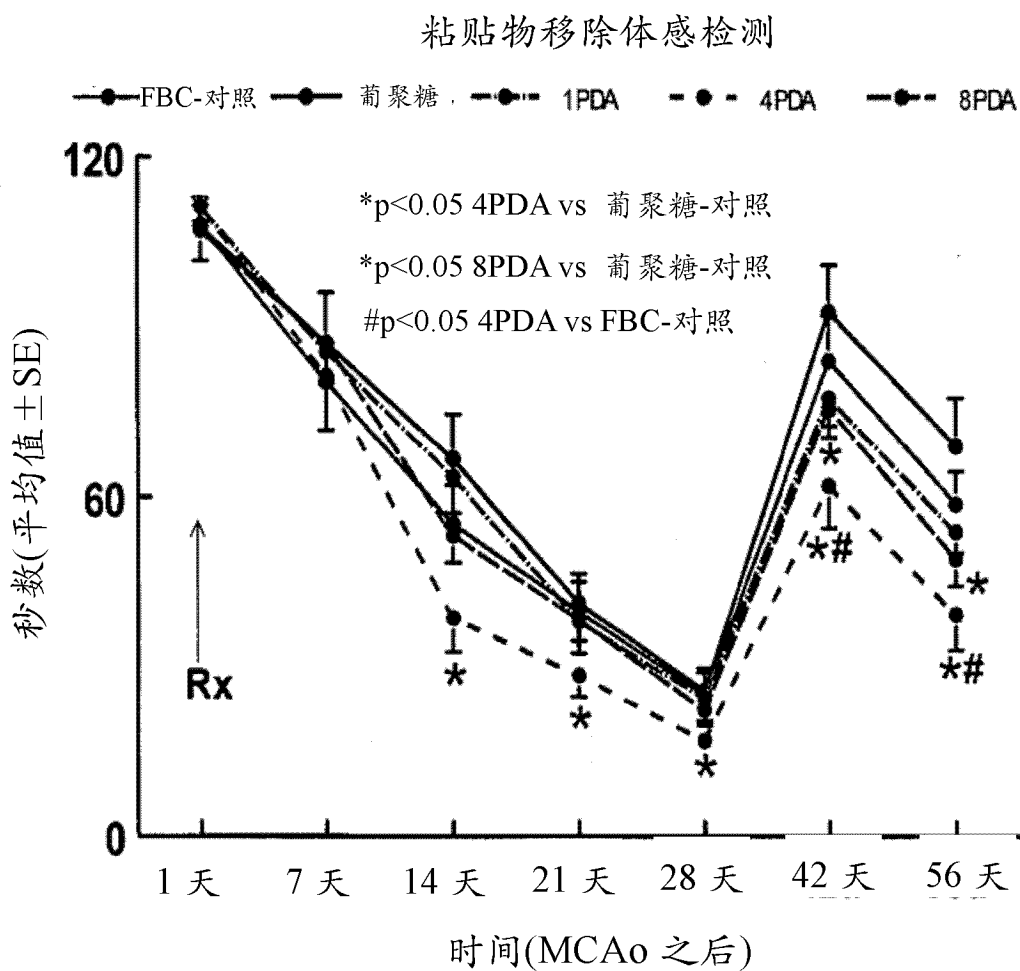 粘贴物移除体感检测
FBC-对照 葡聚糖 1PDA 4PDA 8PDA
120
*p<0.05 4PDA vs 葡聚糖-对照
*p<0.05 8PDA vs 葡聚糖-对照
#p<0.05 4PDA vs FBC-对照
秒数(平均值±SE)
60
*
*#
*
*#
Rx
*
*
*
0
1 天 7 天 14 天 21 天 28 天 42 天 56 天
时间(MCAo 之后)